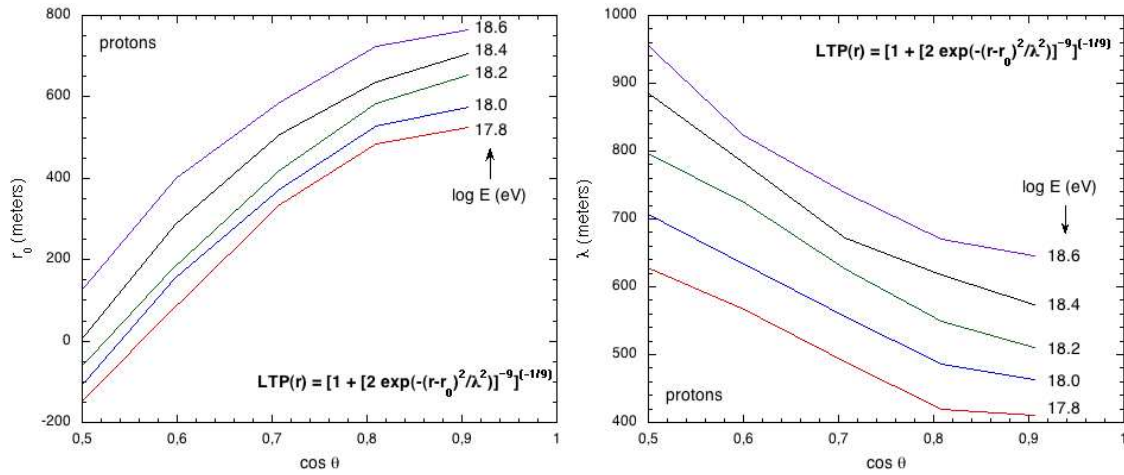 800
600
400
200
0
-200
r₀ (meters)
protons
18.6
18.4
18.2
18.0
17.8
log E (eV)
LTP(r) = [1 + [2 exp(-(r-r₀)²/λ²)]⁻⁹]⁽⁻¹/⁹⁾
0,5 0,6 0,7 0,8 0,9 1
cos θ
1000
900
800
700
600
500
400
λ (meters)
LTP(r) = [1 + [2 exp(-(r-r₀)²/λ²)]⁻⁹]⁽⁻¹/⁹⁾
log E (eV)
18.6
18.4
18.2
18.0
17.8
protons
0,5 0,6 0,7 0,8 0,9 1
cos θ